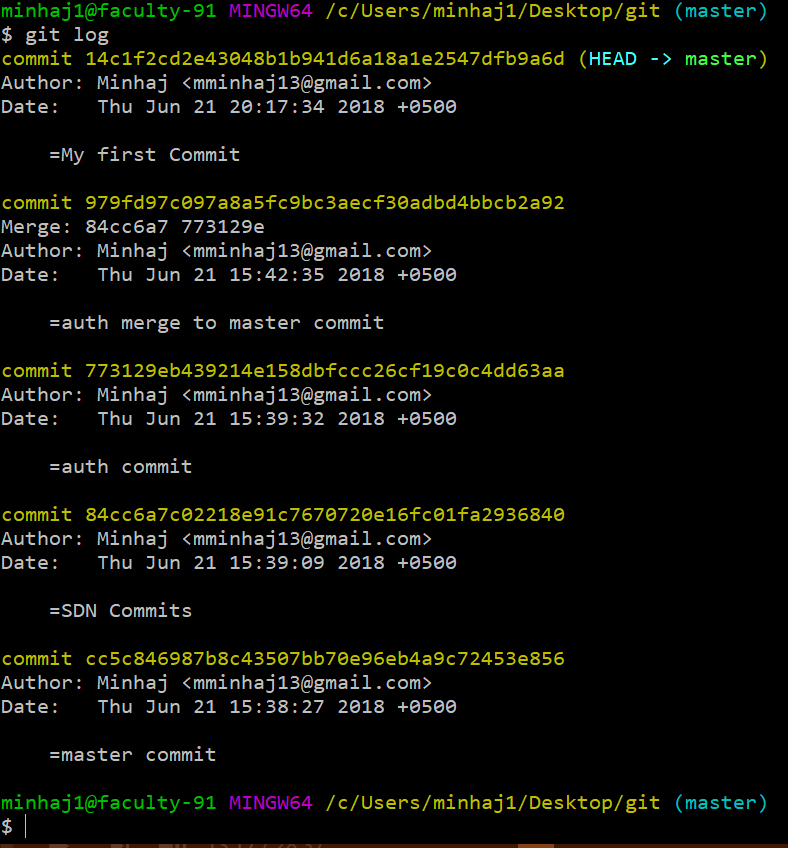 minhaj1@faculty-91 MINGW64 /c/Users/minhaj1/Desktop/git (master)
$ git log
commit 14c1f2cd2e43048b1b941d6a18a1e2547dfb9a6d (HEAD -> master)
Author: Minhaj <mminhaj13@gmail.com>
Date:   Thu Jun 21 20:17:34 2018 +0500
    =My first Commit
commit 979fd97c097a8a5fc9bc3aecf30adbd4bbcb2a92
Merge: 84cc6a7 773129e
Author: Minhaj <mminhaj13@gmail.com>
Date:   Thu Jun 21 15:42:35 2018 +0500
    =auth merge to master commit
commit 773129eb439214e158dbfccc26cf19c0c4dd63aa
Author: Minhaj <mminhaj13@gmail.com>
Date:   Thu Jun 21 15:39:32 2018 +0500
    =auth commit
commit 84cc6a7c02218e91c7670720e16fc01fa2936840
Author: Minhaj <mminhaj13@gmail.com>
Date:   Thu Jun 21 15:39:09 2018 +0500
    =SDN Commits
commit cc5c846987b8c43507bb70e96eb4a9c72453e856
Author: Minhaj <mminhaj13@gmail.com>
Date:   Thu Jun 21 15:38:27 2018 +0500
    =master commit
minhaj1@faculty-91 MINGW64 /c/Users/minhaj1/Desktop/git (master)
$